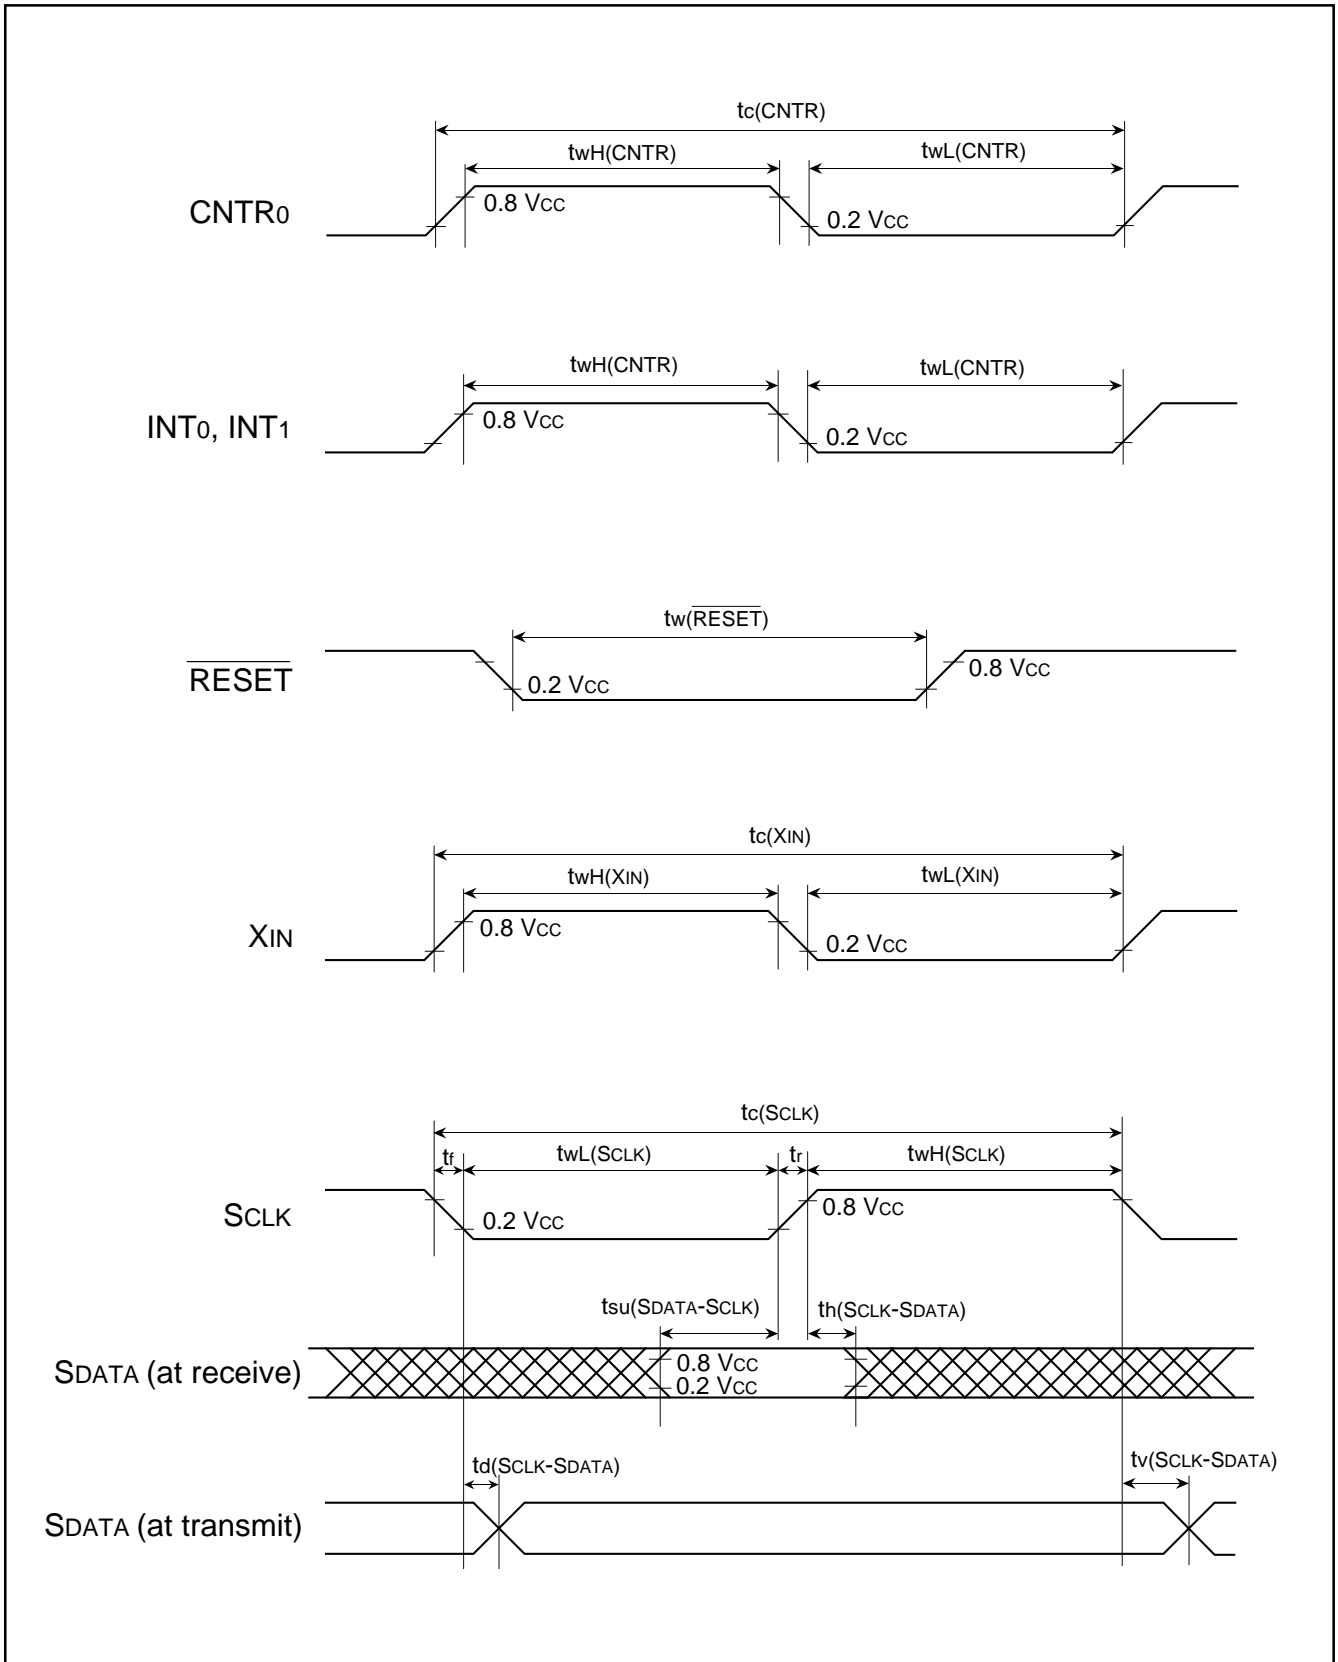 tc(CNTR)
twH(CNTR)
twL(CNTR)
CNTR0
0.8 VCC
0.2 VCC
twH(CNTR)
twL(CNTR)
INT0, INT1
0.8 VCC
0.2 VCC
tw(RESET)
RESET
0.2 VCC
0.8 VCC
tc(XIN)
twH(XIN)
twL(XIN)
XIN
0.8 VCC
0.2 VCC
tc(SCLK)
tf
twL(SCLK)
tr
twH(SCLK)
SCLK
0.2 VCC
0.8 VCC
tsu(SDATA-SCLK)
th(SCLK-SDATA)
SDATA (at receive)
0.8 VCC
0.2 VCC
td(SCLK-SDATA)
tv(SCLK-SDATA)
SDATA (at transmit)